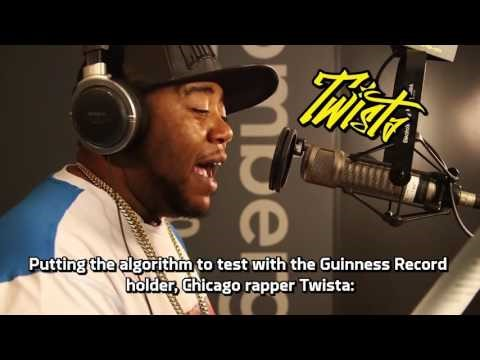 Twista
Putting the algorithm to test with the Guinness Record
holder, Chicago rapper Twista: